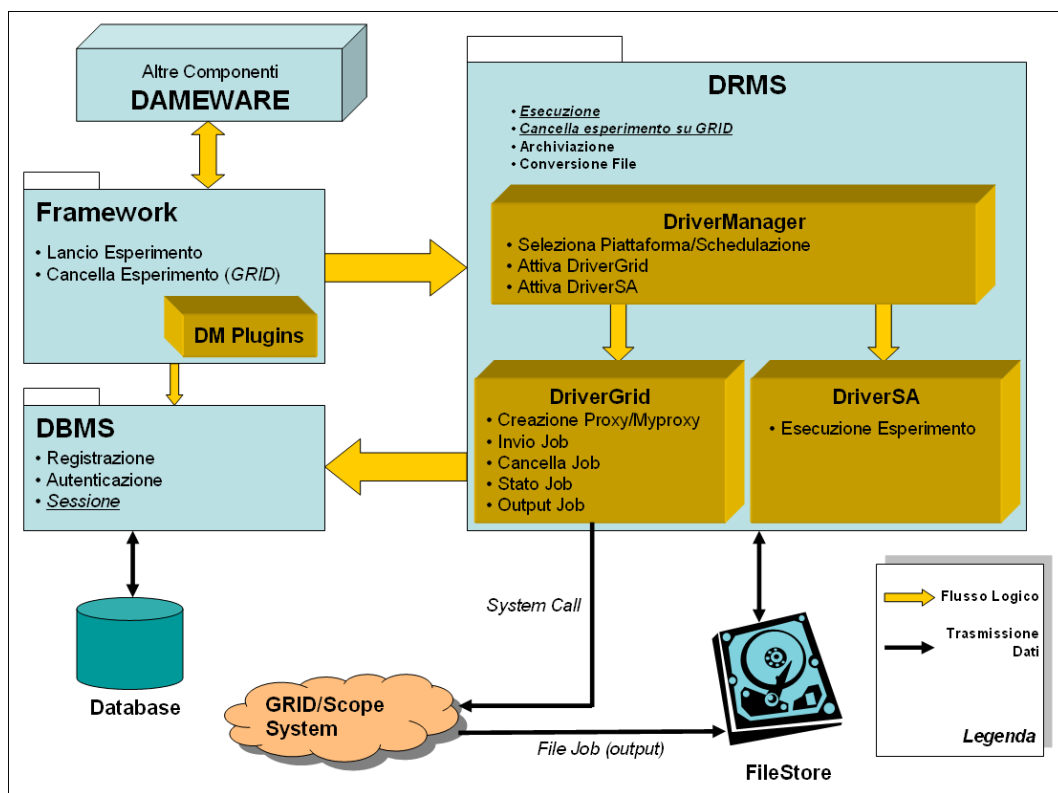 Altre Componenti
DAMEWARE
Framework
• Lancio Esperimento
• Cancella Esperimento (GRID)
DM Plugins
DBMS
• Registrazione
• Autenticazione
• Sessione
Database
DRMS
• Esecuzione
• Cancella esperimento su GRID
• Archiviazione
• Conversione File
DriverManager
• Seleziona Piattaforma/Schedulazione
• Attiva DriverGrid
• Attiva DriverSA
DriverGrid
• Creazione Proxy/Myproxy
• Invio Job
• Cancella Job
• Stato Job
• Output Job
DriverSA
• Esecuzione Esperimento
System Call
GRID/Scope
System
File Job (output)
FileStore
Flusso Logico
Trasmissione
Dati
Legenda